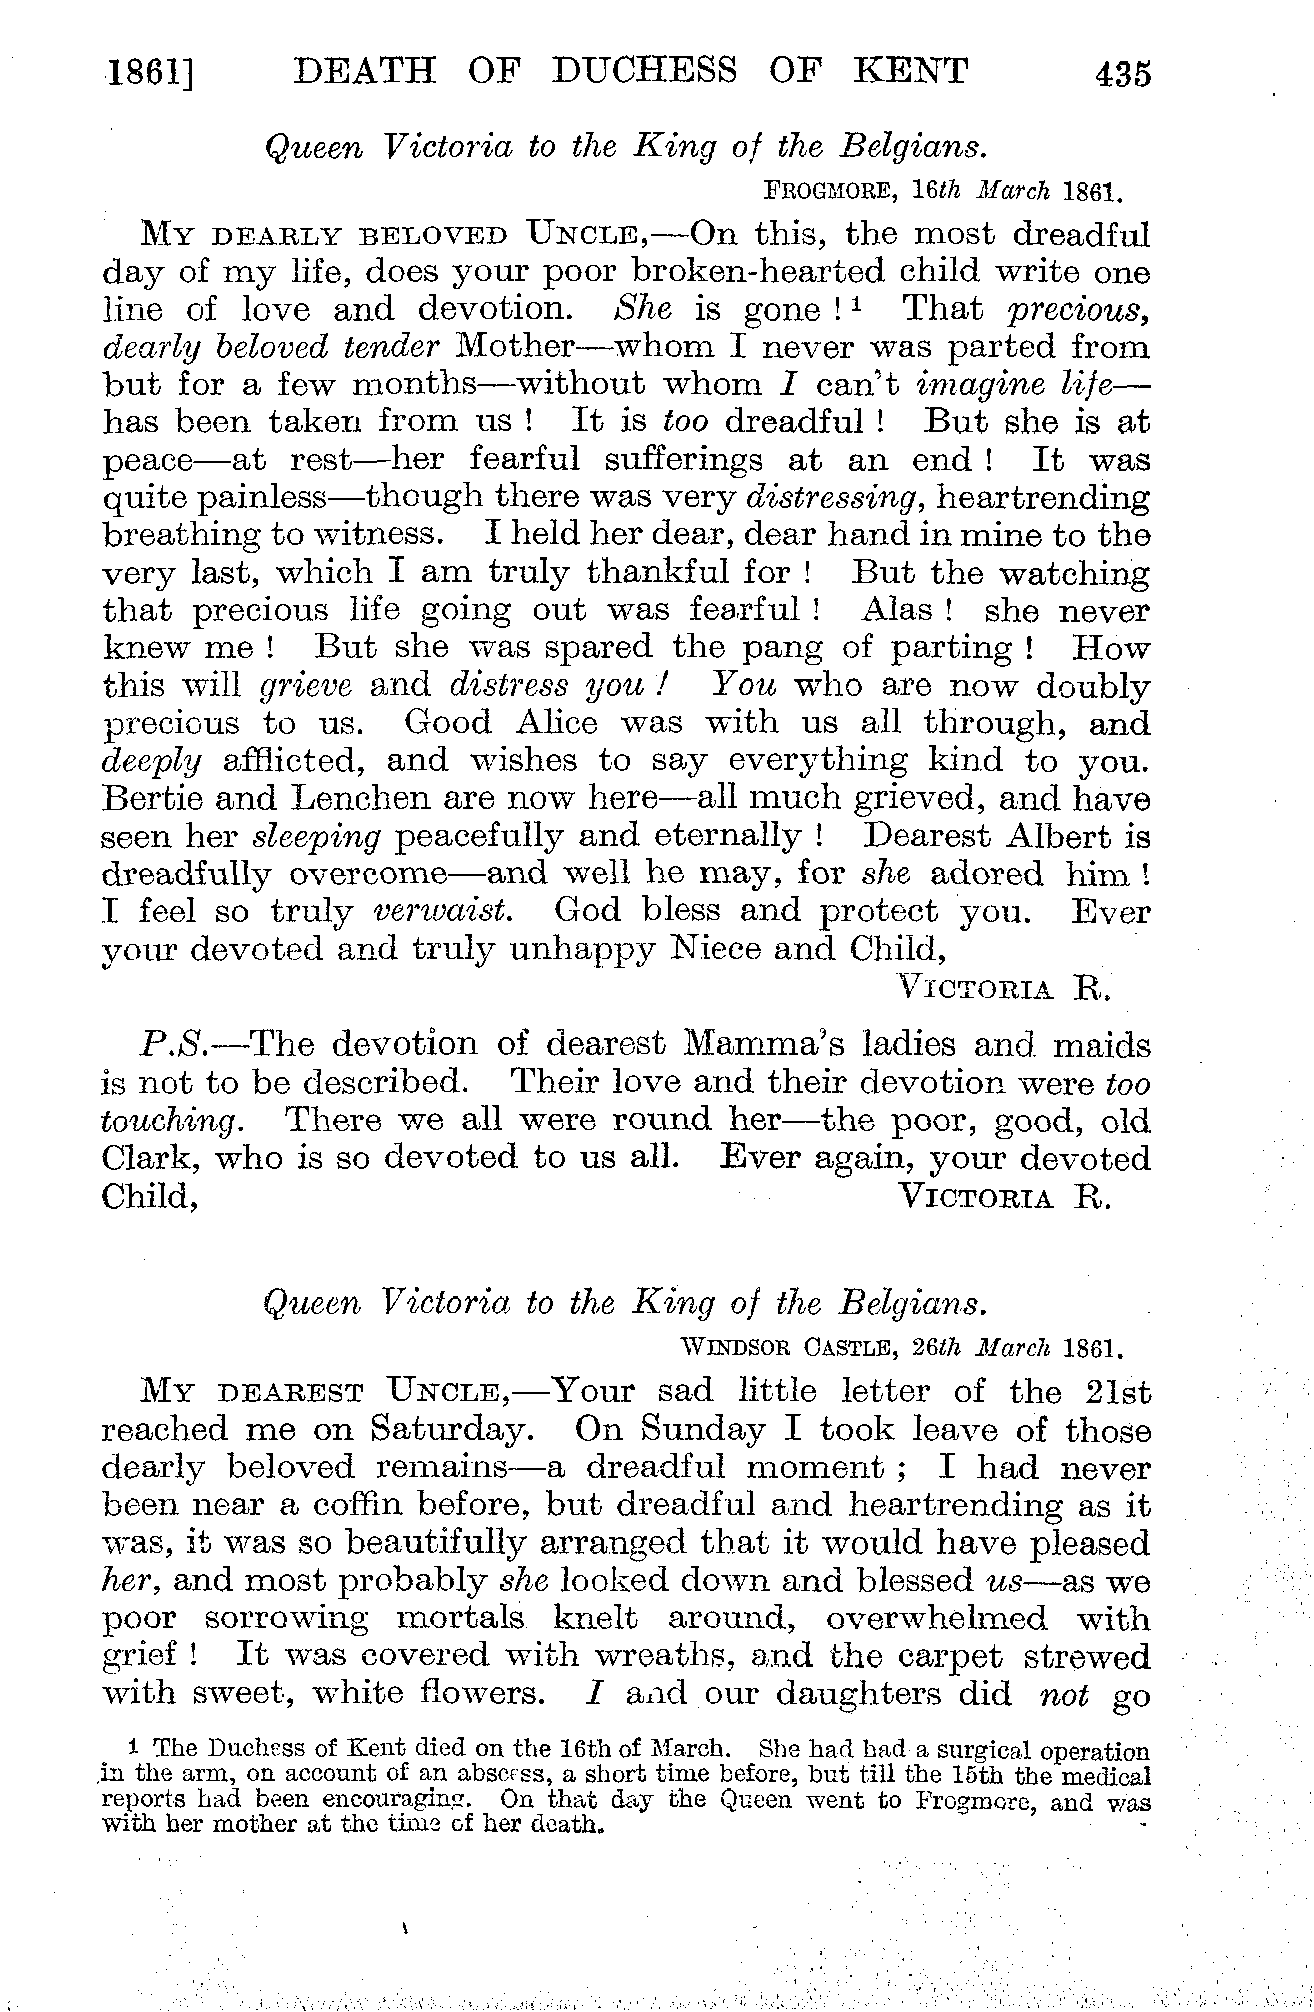 1861] DEATH OF DUCHESS OF KENT 435
Queen Victoria to the King of the Belgians.
FROGMORE, 16th March 1861.
MY DEARLY BELOVED UNCLE,—On this, the most dreadful
day of my life, does your poor broken-hearted child write one
line of love and devotion. She is gone ! 1 That precious,
dearly beloved tender Mother—whom I never was parted from
but for a few months—without whom I can't imagine life—
has been taken from us ! It is too dreadful ! But she is at
peace—at rest—her fearful sufferings at an end ! It was
quite painless—though there was very distressing, heartrending
breathing to witness. I held her dear, dear hand in mine to the
very last, which I am truly thankful for ! But the watching
that precious life going out was fearful ! Alas ! she never
knew me ! But she was spared the pang of parting ! How
this will grieve and distress you ! You who are now doubly
precious to us. Good Alice was with us all through, and
deeply afflicted, and wishes to say everything kind to you.
Bertie and Lenchen are now here—all much grieved, and have
seen her sleeping peacefully and eternally ! Dearest Albert is
dreadfully overcome—and well he may, for she adored him !
I feel so truly verwaist. God bless and protect you. Ever
your devoted and truly unhappy Niece and Child,
VICTORIA R.
P.S.—The devotion of dearest Mamma's ladies and maids
is not to be described. Their love and their devotion were too
touching. There we all were round her—the poor, good, old
Clark, who is so devoted to us all. Ever again, your devoted
Child, VICTORIA R.
Queen Victoria to the King of the Belgians.
WINDSOR CASTLE, 26th March 1861.
MY DEAREST UNCLE,—Your sad little letter of the 21st
reached me on Saturday. On Sunday I took leave of those
dearly beloved remains—a dreadful moment ; I had never
been near a coffin before, but dreadful and heartrending as it
was, it was so beautifully arranged that it would have pleased
her, and most probably she looked down and blessed us—as we
poor sorrowing mortals knelt around, overwhelmed with
grief ! It was covered with wreaths, and the carpet strewed
with sweet, white flowers. I and our daughters did not go
1 The Duchess of Kent died on the 16th of March. She had had a surgical operation
in the arm, on account of an abscess, a short time before, but till the 15th the medical
reports had been encouraging. On that day the Queen went to Frogmore, and was
with her mother at the time of her death.